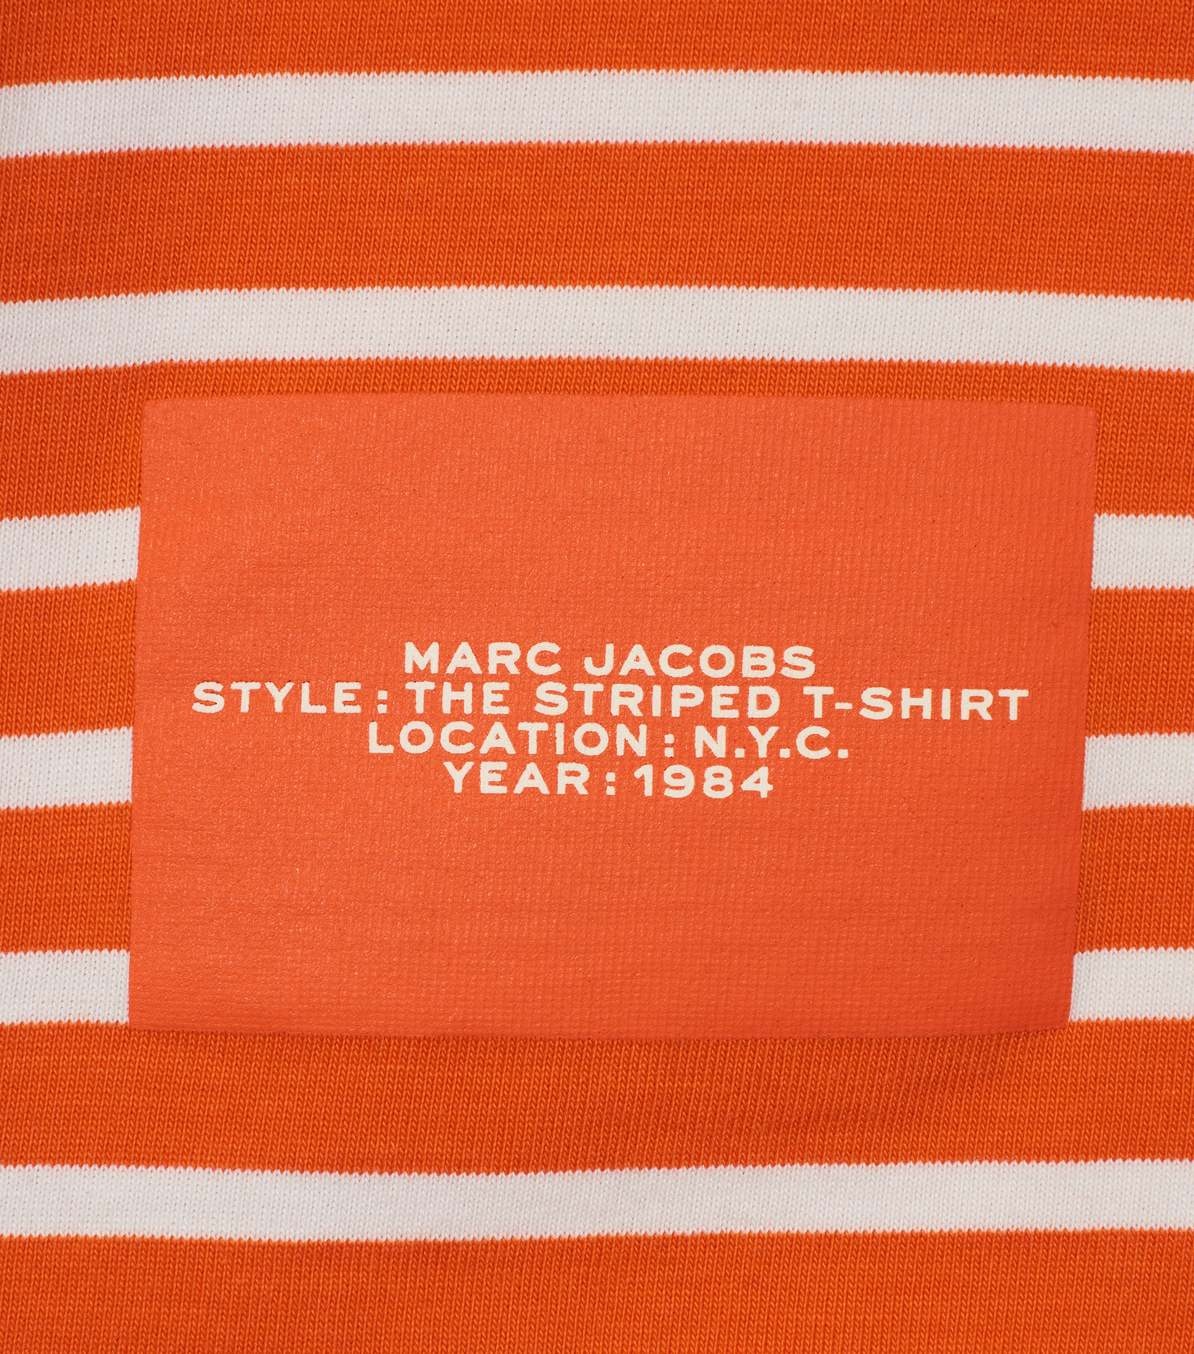 MARC JACOBS
STYLE: THE STRIPED T-SHIRT
LOCATION: N.Y.C.
YEAR: 1984